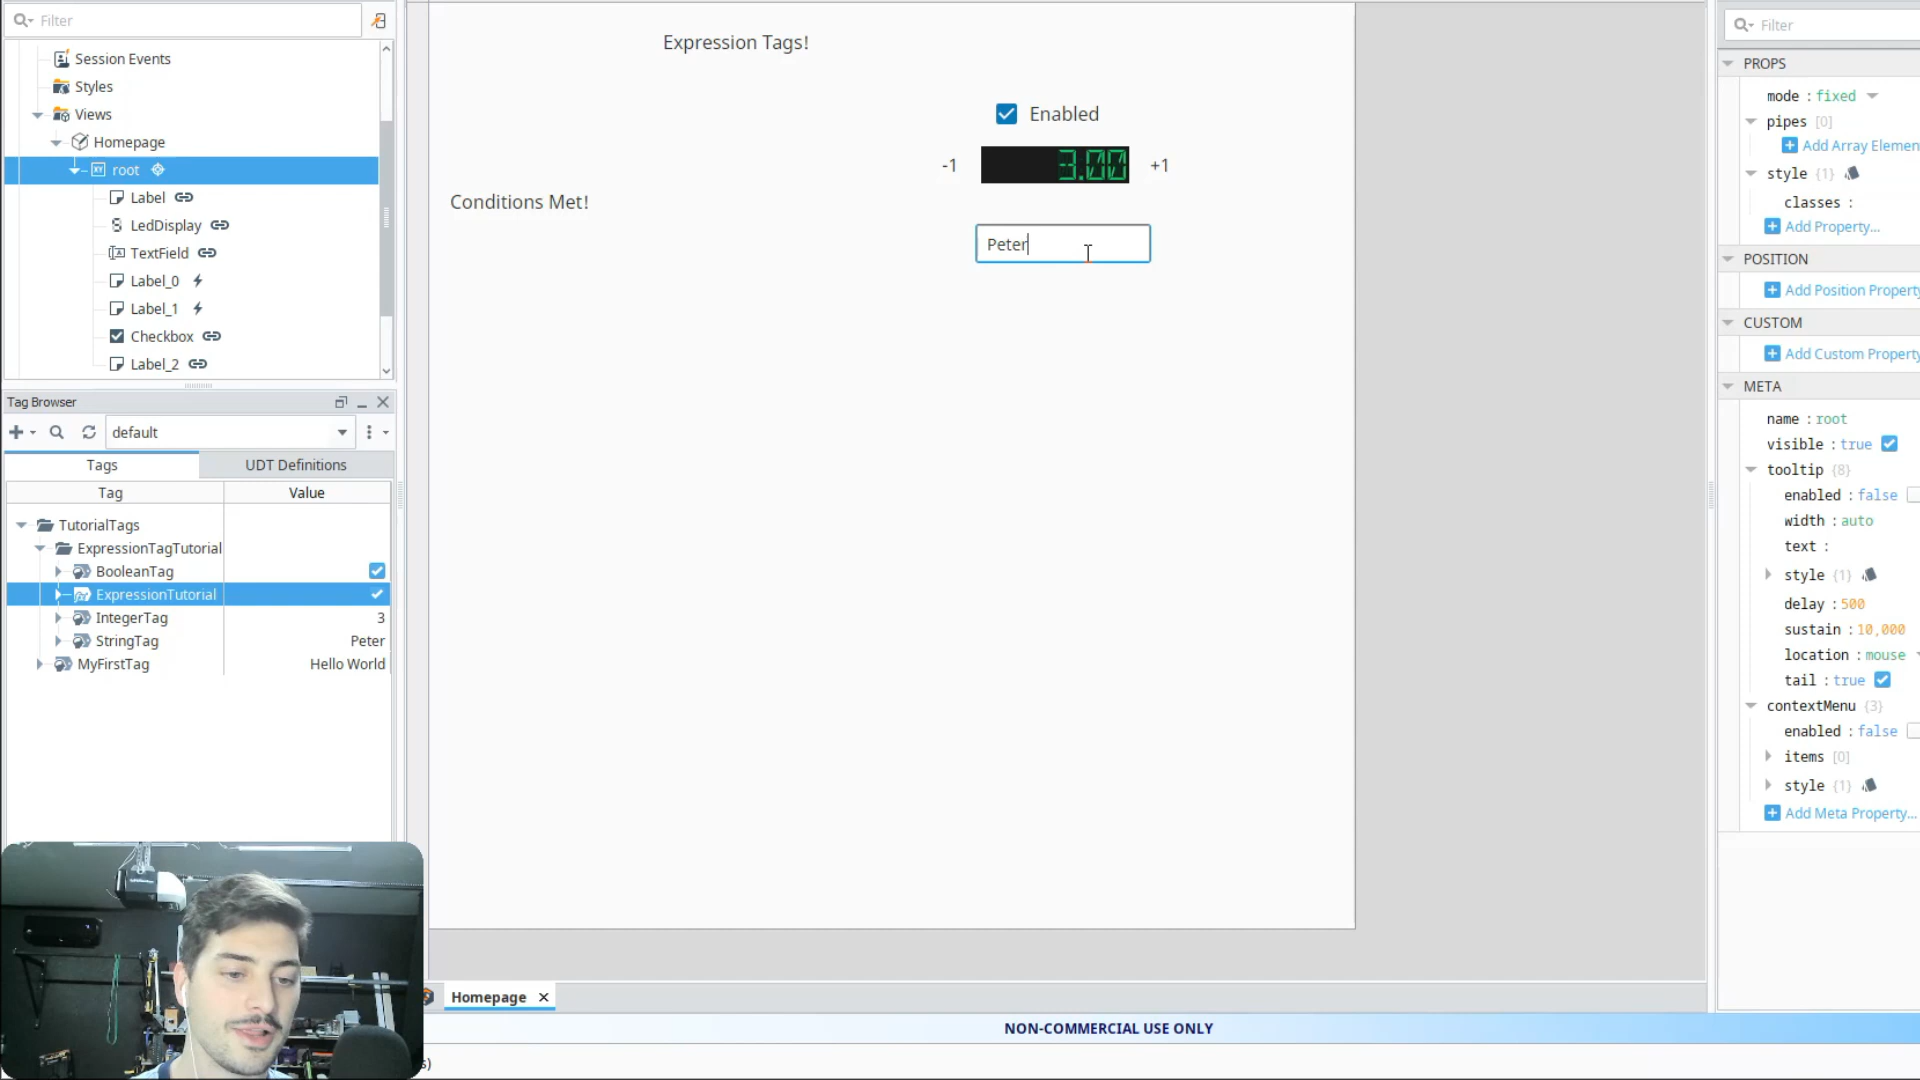 Filter
Session Events
Styles
Views
Homepage
root
Label
LedDisplay
TextField
Label_0
Label_1
Checkbox
Label_2
Tag Browser
default
Tags
UDT Definitions
Tag
Value
TutorialTags
ExpressionTagTutorial
BooleanTag
ExpressionTutorial
IntegerTag
3
StringTag
Peter
MyFirstTag
Hello World
Expression Tags!
Enabled
-1
3.00
+1
Conditions Met!
Peter
Homepage
NON-COMMERCIAL USE ONLY
s)
Filter
PROPS
mode : fixed
pipes [0]
Add Array Elemen
style {1}
classes :
Add Property...
POSITION
Add Position Property
CUSTOM
Add Custom Property
META
name : root
visible : true
tooltip {8}
enabled : false
width : auto
text :
style {1}
delay : 500
sustain : 10,000
location : mouse
tail : true
contextMenu {3}
enabled : false
items [0]
style {1}
Add Meta Property...